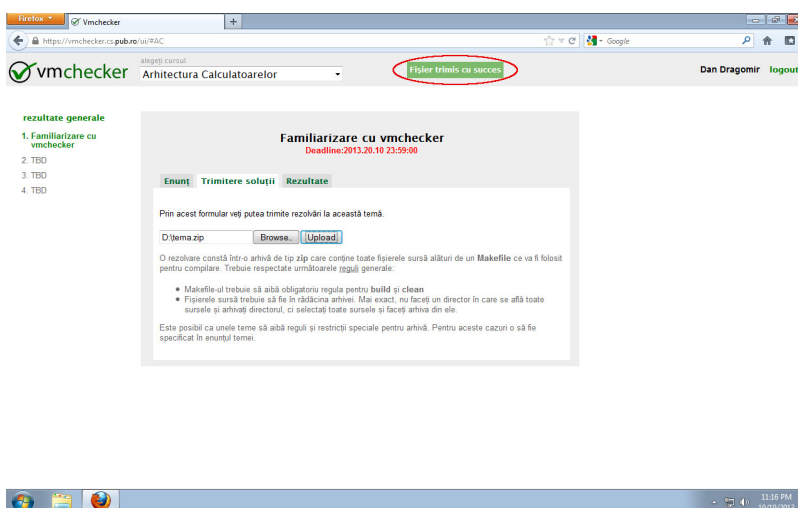 Firefox
Vmchecker
https://vmchecker.cs.pub.ro/ui/#AC
Google
vmchecker
alegeți cursul
Arhitectura Calculatoarelor
Fișier trimis cu succes
Dan Dragomir logout
rezultate generale
1. Familiarizare cu
vmchecker
2. TBD
3. TBD
4. TBD
Familiarizare cu vmchecker
Deadline:2013.20.10 23:59:00
Enunț Trimitere soluții Rezultate
Prin acest formular veți putea trimite rezolvări la această temă.
D:\tema.zip Browse.. Upload
O rezolvare constă într-o arhivă de tip zip care conține toate fișierele sursă alături de un Makefile ce va fi folosit
pentru compilare. Trebuie respectate următoarele reguli generale:
Makefile-ul trebuie să aibă obligatoriu regula pentru build și clean
Fișierele sursă trebuie să fie în rădăcina arhivei. Mai exact, nu faceți un director în care se află toate
sursele și arhivați directorul, ci selectați toate sursele și faceți arhiva din ele.
Este posibil ca unele teme să aibă reguli și restricții speciale pentru arhivă. Pentru aceste cazuri o să fie
specificat în enunțul temei.
11:16 PM
10/10/2013